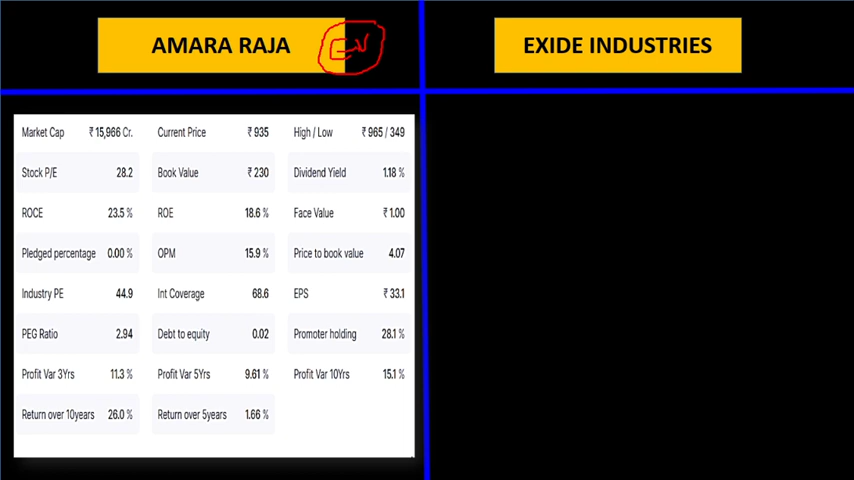 AMARA RAJA EV
EXIDE INDUSTRIES
Market Cap ₹ 15,966 Cr. Current Price ₹ 935 High / Low ₹ 965 / 349
Stock P/E 28.2 Book Value ₹ 230 Dividend Yield 1.18 %
ROCE 23.5 % ROE 18.6 % Face Value ₹ 1.00
Pledged percentage 0.00 % OPM 15.9 % Price to book value 4.07
Industry PE 44.9 Int Coverage 68.6 EPS ₹ 33.1
PEG Ratio 2.94 Debt to equity 0.02 Promoter holding 28.1 %
Profit Var 3Yrs 11.3 % Profit Var 5Yrs 9.61 % Profit Var 10Yrs 15.1 %
Return over 10years 26.0 % Return over 5years 1.66 %